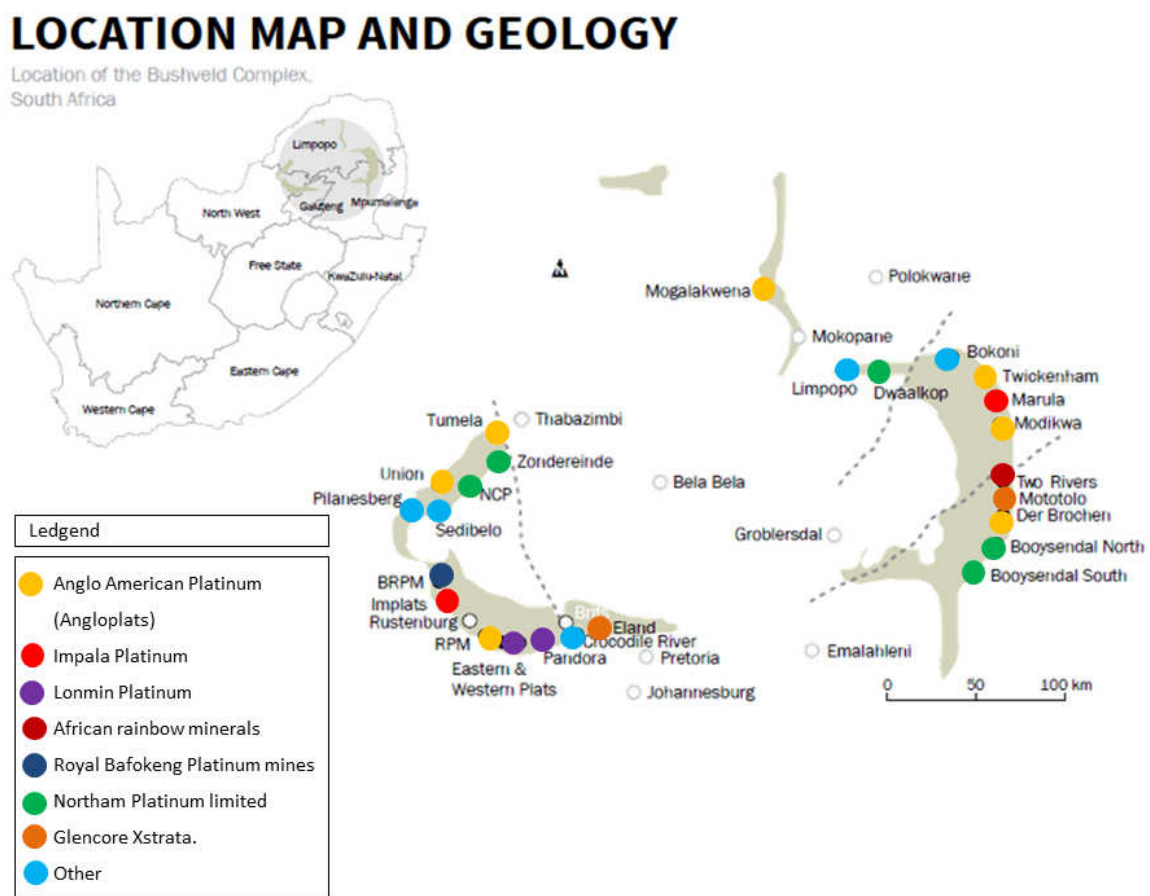 LOCATION MAP AND GEOLOGY
Location of the Bushveld Complex,
South Africa
Limpopo
North West
Gauteng
Mpumalanga
Free State
KwaZulu-Natal
Northern Cape
Eastern Cape
Western Cape
Mogalakwena
Polokwane
Mokopane
Bokoni
Limpopo
Dwaalkop
Twickenham
Marula
Modikwa
Tumela
Thabazimbi
Zondereinde
Union
NCP
Pilanesberg
Sedibelo
Bela Bela
Two Rivers
Mototolo
Der Brochen
Groblersdal
Booysendal North
Booysendal South
BRPM
Implats
Rustenburg
RPM
Brits
Eland
Crocodile River
Pandora
Eastern &
Western Plats
Pretoria
Johannesburg
Emalahleni
0 50 100 km
Ledgend
Anglo American Platinum
(Angloplats)
Impala Platinum
Lonmin Platinum
African rainbow minerals
Royal Bafokeng Platinum mines
Northam Platinum limited
Glencore Xstrata.
Other